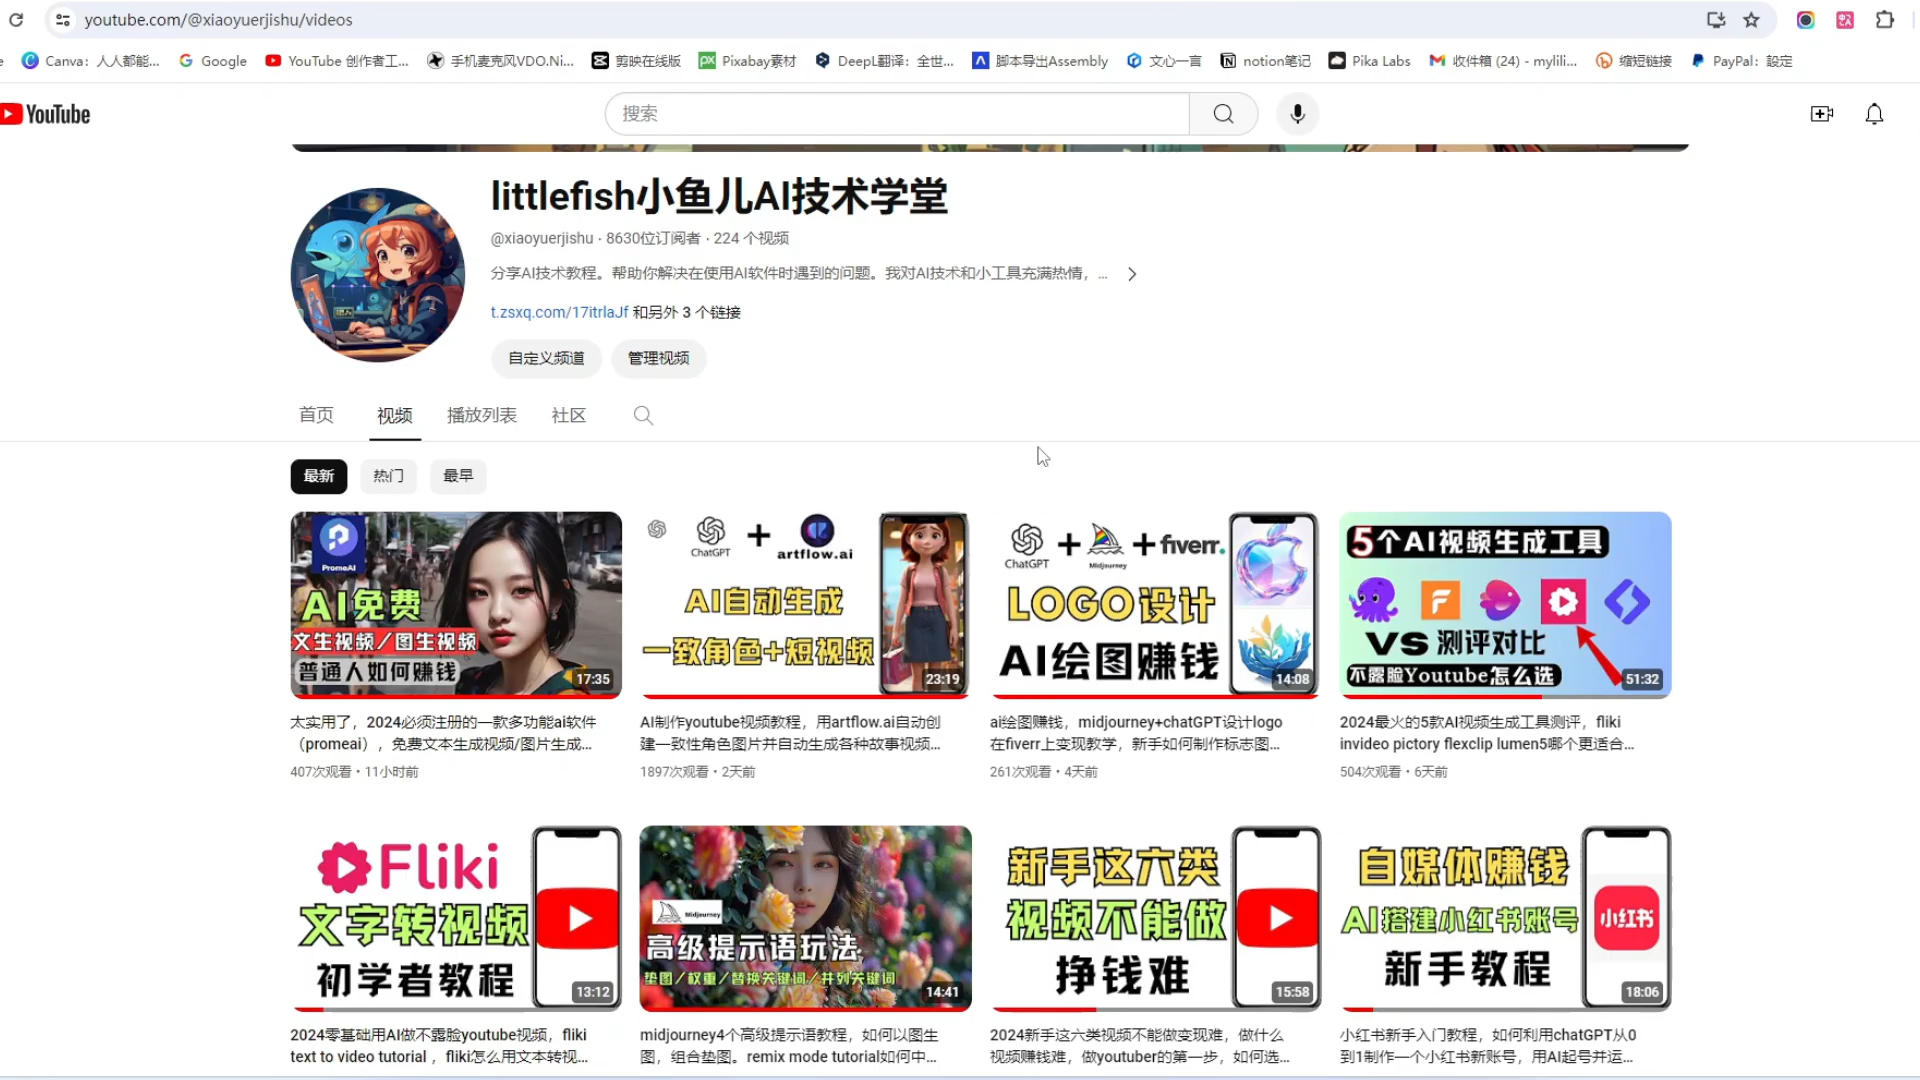 youtube.com/@xiaoyuerjishu/videos
Canva：人人都能... Google YouTube 创作者工... 手机麦克风VDO.Ni... 剪映在线版 Pixabay素材 DeepL翻译：全世... 脚本导出Assembly 文心一言 notion笔记 Pika Labs 收件箱 (24) - mylili... 缩短链接 PayPal：設定
YouTube
搜索
littlefish小鱼儿AI技术学堂
@xiaoyuerjishu · 8630位订阅者 · 224 个视频
分享AI技术教程。帮助你解决在使用AI软件时遇到的问题。我对AI技术和小工具充满热情，...
t.zsxq.com/17itrlaJf 和另外 3 个链接
自定义频道 管理视频
首页 视频 播放列表 社区
最新 热门 最早
PromeAI
AI免费
文生视频/图生视频
普通人如何赚钱
17:35
ChatGPT + artflow.ai
AI自动生成
一致角色+短视频
23:19
ChatGPT + Midjourney + fiverr.
LOGO设计
AI绘图赚钱
14:08
5个AI视频生成工具
VS 测评对比
不露脸Youtube怎么选
51:32
太实用了，2024必须注册的一款多功能ai软件
（promeai），免费文本生成视频/图片生成...
407次观看 · 11小时前
AI制作youtube视频教程，用artflow.ai自动创
建一致性角色图片并自动生成各种故事视频...
1897次观看 · 2天前
ai绘图赚钱，midjourney+chatGPT设计logo
在fiverr上变现教学，新手如何制作标志图...
261次观看 · 4天前
2024最火的5款AI视频生成工具测评，fliki
invideo pictory flexclip lumen5哪个更适合...
504次观看 · 6天前
Fliki
文字转视频
初学者教程
13:12
Midjourney
高级提示语玩法
垫图/权重/替换关键词/并列关键词
14:41
新手这六类
视频不能做
挣钱难
15:58
自媒体赚钱
AI搭建小红书账号
新手教程
小红书
18:06
2024零基础用AI做不露脸youtube视频，fliki
text to video tutorial ，fliki怎么用文本转视...
midjourney4个高级提示语教程，如何以图生
图，组合垫图。remix mode tutorial如何中...
2024新手这六类视频不能做变现难，做什么
视频赚钱难，做youtuber的第一步，如何选...
小红书新手入门教程，如何利用chatGPT从0
到1制作一个小红书新账号，用AI起号并运...